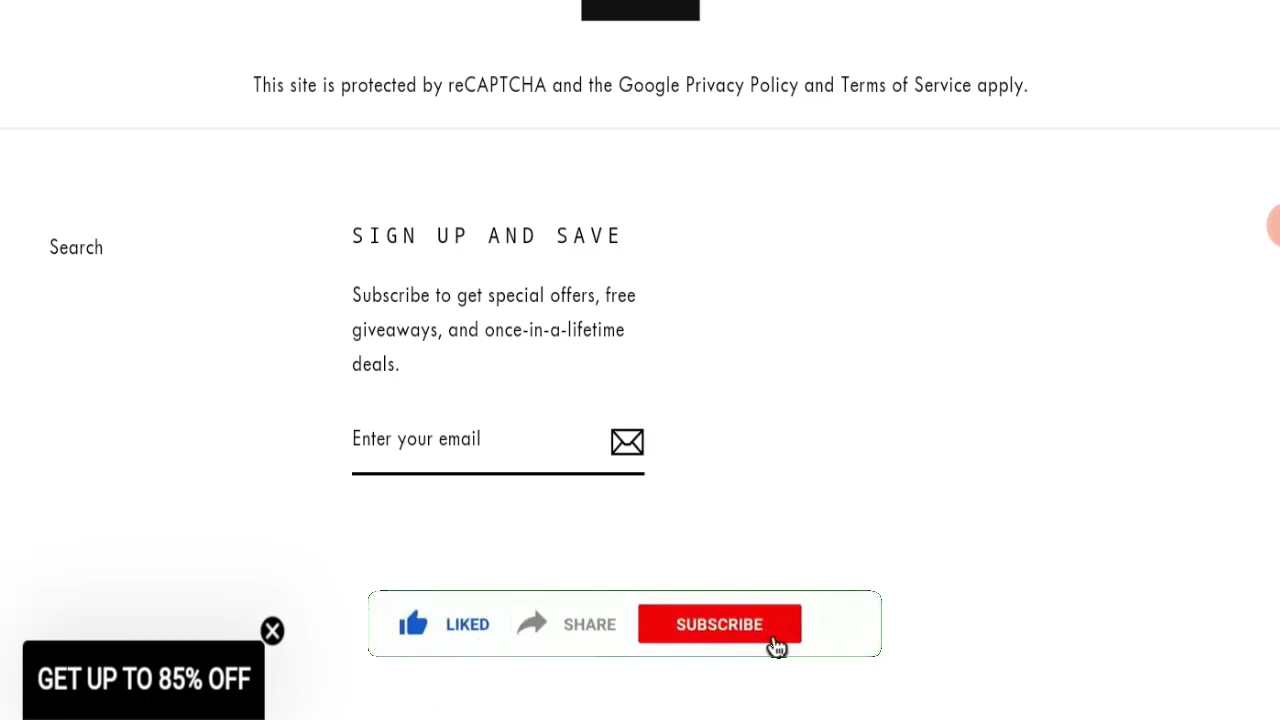 This site is protected by reCAPTCHA and the Google Privacy Policy and Terms of Service apply.
Search
SIGN UP AND SAVE
Subscribe to get special offers, free
giveaways, and once-in-a-lifetime
deals.
Enter your email
LIKED SHARE SUBSCRIBE
GET UP TO 85% OFF